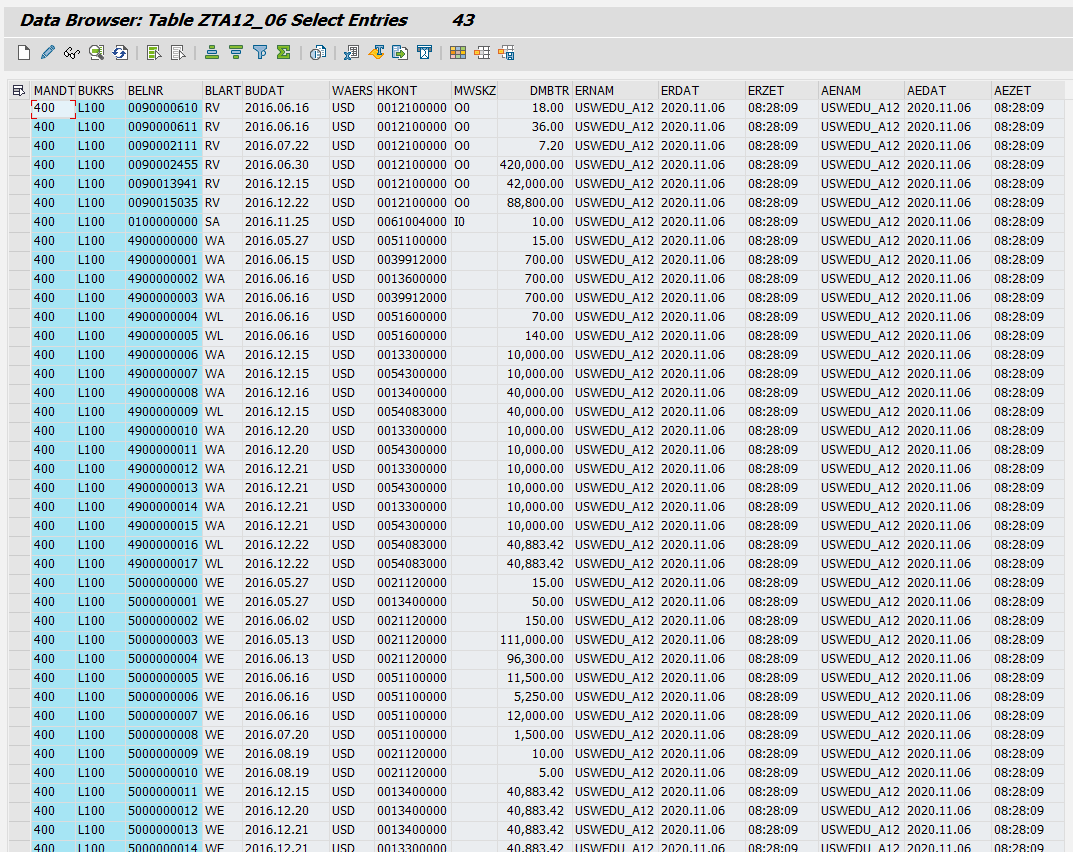 Data Browser: Table ZTA12_06 Select Entries 43
MANDT BUKRS BELNR BLART BUDAT WAERS HKONT MWSKZ DMBTR ERNAM ERDAT ERZET AENAM AEDAT AEZET
400 L100 0090000610 RV 2016.06.16 USD 0012100000 O0 18.00 USWEDU_A12 2020.11.06 08:28:09 USWEDU_A12 2020.11.06 08:28:09
400 L100 0090000611 RV 2016.06.16 USD 0012100000 O0 36.00 USWEDU_A12 2020.11.06 08:28:09 USWEDU_A12 2020.11.06 08:28:09
400 L100 0090002111 RV 2016.07.22 USD 0012100000 O0 7.20 USWEDU_A12 2020.11.06 08:28:09 USWEDU_A12 2020.11.06 08:28:09
400 L100 0090002455 RV 2016.06.30 USD 0012100000 O0 420,000.00 USWEDU_A12 2020.11.06 08:28:09 USWEDU_A12 2020.11.06 08:28:09
400 L100 0090013941 RV 2016.12.15 USD 0012100000 O0 42,000.00 USWEDU_A12 2020.11.06 08:28:09 USWEDU_A12 2020.11.06 08:28:09
400 L100 0090015035 RV 2016.12.22 USD 0012100000 O0 88,800.00 USWEDU_A12 2020.11.06 08:28:09 USWEDU_A12 2020.11.06 08:28:09
400 L100 0100000000 SA 2016.11.25 USD 0061004000 I0 10.00 USWEDU_A12 2020.11.06 08:28:09 USWEDU_A12 2020.11.06 08:28:09
400 L100 4900000000 WA 2016.05.27 USD 0051100000 15.00 USWEDU_A12 2020.11.06 08:28:09 USWEDU_A12 2020.11.06 08:28:09
400 L100 4900000001 WA 2016.06.15 USD 0039912000 700.00 USWEDU_A12 2020.11.06 08:28:09 USWEDU_A12 2020.11.06 08:28:09
400 L100 4900000002 WA 2016.06.16 USD 0013600000 700.00 USWEDU_A12 2020.11.06 08:28:09 USWEDU_A12 2020.11.06 08:28:09
400 L100 4900000003 WA 2016.06.16 USD 0039912000 700.00 USWEDU_A12 2020.11.06 08:28:09 USWEDU_A12 2020.11.06 08:28:09
400 L100 4900000004 WL 2016.06.16 USD 0051600000 70.00 USWEDU_A12 2020.11.06 08:28:09 USWEDU_A12 2020.11.06 08:28:09
400 L100 4900000005 WL 2016.06.16 USD 0051600000 140.00 USWEDU_A12 2020.11.06 08:28:09 USWEDU_A12 2020.11.06 08:28:09
400 L100 4900000006 WA 2016.12.15 USD 0013300000 10,000.00 USWEDU_A12 2020.11.06 08:28:09 USWEDU_A12 2020.11.06 08:28:09
400 L100 4900000007 WA 2016.12.15 USD 0054300000 10,000.00 USWEDU_A12 2020.11.06 08:28:09 USWEDU_A12 2020.11.06 08:28:09
400 L100 4900000008 WA 2016.12.16 USD 0013400000 40,000.00 USWEDU_A12 2020.11.06 08:28:09 USWEDU_A12 2020.11.06 08:28:09
400 L100 4900000009 WL 2016.12.15 USD 0054083000 40,000.00 USWEDU_A12 2020.11.06 08:28:09 USWEDU_A12 2020.11.06 08:28:09
400 L100 4900000010 WA 2016.12.20 USD 0013300000 10,000.00 USWEDU_A12 2020.11.06 08:28:09 USWEDU_A12 2020.11.06 08:28:09
400 L100 4900000011 WA 2016.12.20 USD 0054300000 10,000.00 USWEDU_A12 2020.11.06 08:28:09 USWEDU_A12 2020.11.06 08:28:09
400 L100 4900000012 WA 2016.12.21 USD 0013300000 10,000.00 USWEDU_A12 2020.11.06 08:28:09 USWEDU_A12 2020.11.06 08:28:09
400 L100 4900000013 WA 2016.12.21 USD 0054300000 10,000.00 USWEDU_A12 2020.11.06 08:28:09 USWEDU_A12 2020.11.06 08:28:09
400 L100 4900000014 WA 2016.12.21 USD 0013300000 10,000.00 USWEDU_A12 2020.11.06 08:28:09 USWEDU_A12 2020.11.06 08:28:09
400 L100 4900000015 WA 2016.12.21 USD 0054300000 10,000.00 USWEDU_A12 2020.11.06 08:28:09 USWEDU_A12 2020.11.06 08:28:09
400 L100 4900000016 WL 2016.12.22 USD 0054083000 40,883.42 USWEDU_A12 2020.11.06 08:28:09 USWEDU_A12 2020.11.06 08:28:09
400 L100 4900000017 WL 2016.12.22 USD 0054083000 40,883.42 USWEDU_A12 2020.11.06 08:28:09 USWEDU_A12 2020.11.06 08:28:09
400 L100 5000000000 WE 2016.05.27 USD 0021120000 15.00 USWEDU_A12 2020.11.06 08:28:09 USWEDU_A12 2020.11.06 08:28:09
400 L100 5000000001 WE 2016.05.27 USD 0013400000 50.00 USWEDU_A12 2020.11.06 08:28:09 USWEDU_A12 2020.11.06 08:28:09
400 L100 5000000002 WE 2016.06.02 USD 0021120000 150.00 USWEDU_A12 2020.11.06 08:28:09 USWEDU_A12 2020.11.06 08:28:09
400 L100 5000000003 WE 2016.05.13 USD 0021120000 111,000.00 USWEDU_A12 2020.11.06 08:28:09 USWEDU_A12 2020.11.06 08:28:09
400 L100 5000000004 WE 2016.06.13 USD 0021120000 96,300.00 USWEDU_A12 2020.11.06 08:28:09 USWEDU_A12 2020.11.06 08:28:09
400 L100 5000000005 WE 2016.06.16 USD 0051100000 11,500.00 USWEDU_A12 2020.11.06 08:28:09 USWEDU_A12 2020.11.06 08:28:09
400 L100 5000000006 WE 2016.06.16 USD 0051100000 5,250.00 USWEDU_A12 2020.11.06 08:28:09 USWEDU_A12 2020.11.06 08:28:09
400 L100 5000000007 WE 2016.06.16 USD 0051100000 12,000.00 USWEDU_A12 2020.11.06 08:28:09 USWEDU_A12 2020.11.06 08:28:09
400 L100 5000000008 WE 2016.07.20 USD 0051100000 1,500.00 USWEDU_A12 2020.11.06 08:28:09 USWEDU_A12 2020.11.06 08:28:09
400 L100 5000000009 WE 2016.08.19 USD 0021120000 10.00 USWEDU_A12 2020.11.06 08:28:09 USWEDU_A12 2020.11.06 08:28:09
400 L100 5000000010 WE 2016.08.19 USD 0021120000 5.00 USWEDU_A12 2020.11.06 08:28:09 USWEDU_A12 2020.11.06 08:28:09
400 L100 5000000011 WE 2016.12.15 USD 0013400000 40,883.42 USWEDU_A12 2020.11.06 08:28:09 USWEDU_A12 2020.11.06 08:28:09
400 L100 5000000012 WE 2016.12.20 USD 0013400000 40,883.42 USWEDU_A12 2020.11.06 08:28:09 USWEDU_A12 2020.11.06 08:28:09
400 L100 5000000013 WE 2016.12.21 USD 0013400000 40,883.42 USWEDU_A12 2020.11.06 08:28:09 USWEDU_A12 2020.11.06 08:28:09
400 L100 5000000014 WE 2016.12.21 USD 0013300000 40,883.42 USWEDU_A12 2020.11.06 08:28:09 USWEDU_A12 2020.11.06 08:28:09